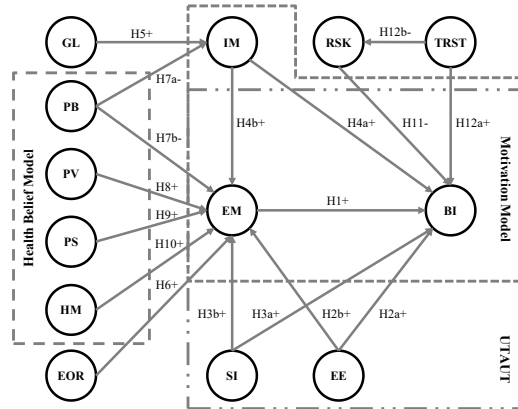 GL
H5+
IM
RSK
H12b-
TRST
PB
H7a-
H7b-
H4b+
H4a+
H11-
H12a+
Health Belief Model
Motivation Model
PV
H8+
PS
H9+
EM
H1+
BI
H10+
HM
H6+
EOR
H3b+
H3a+
H2b+
H2a+
SI
EE
UTAUT